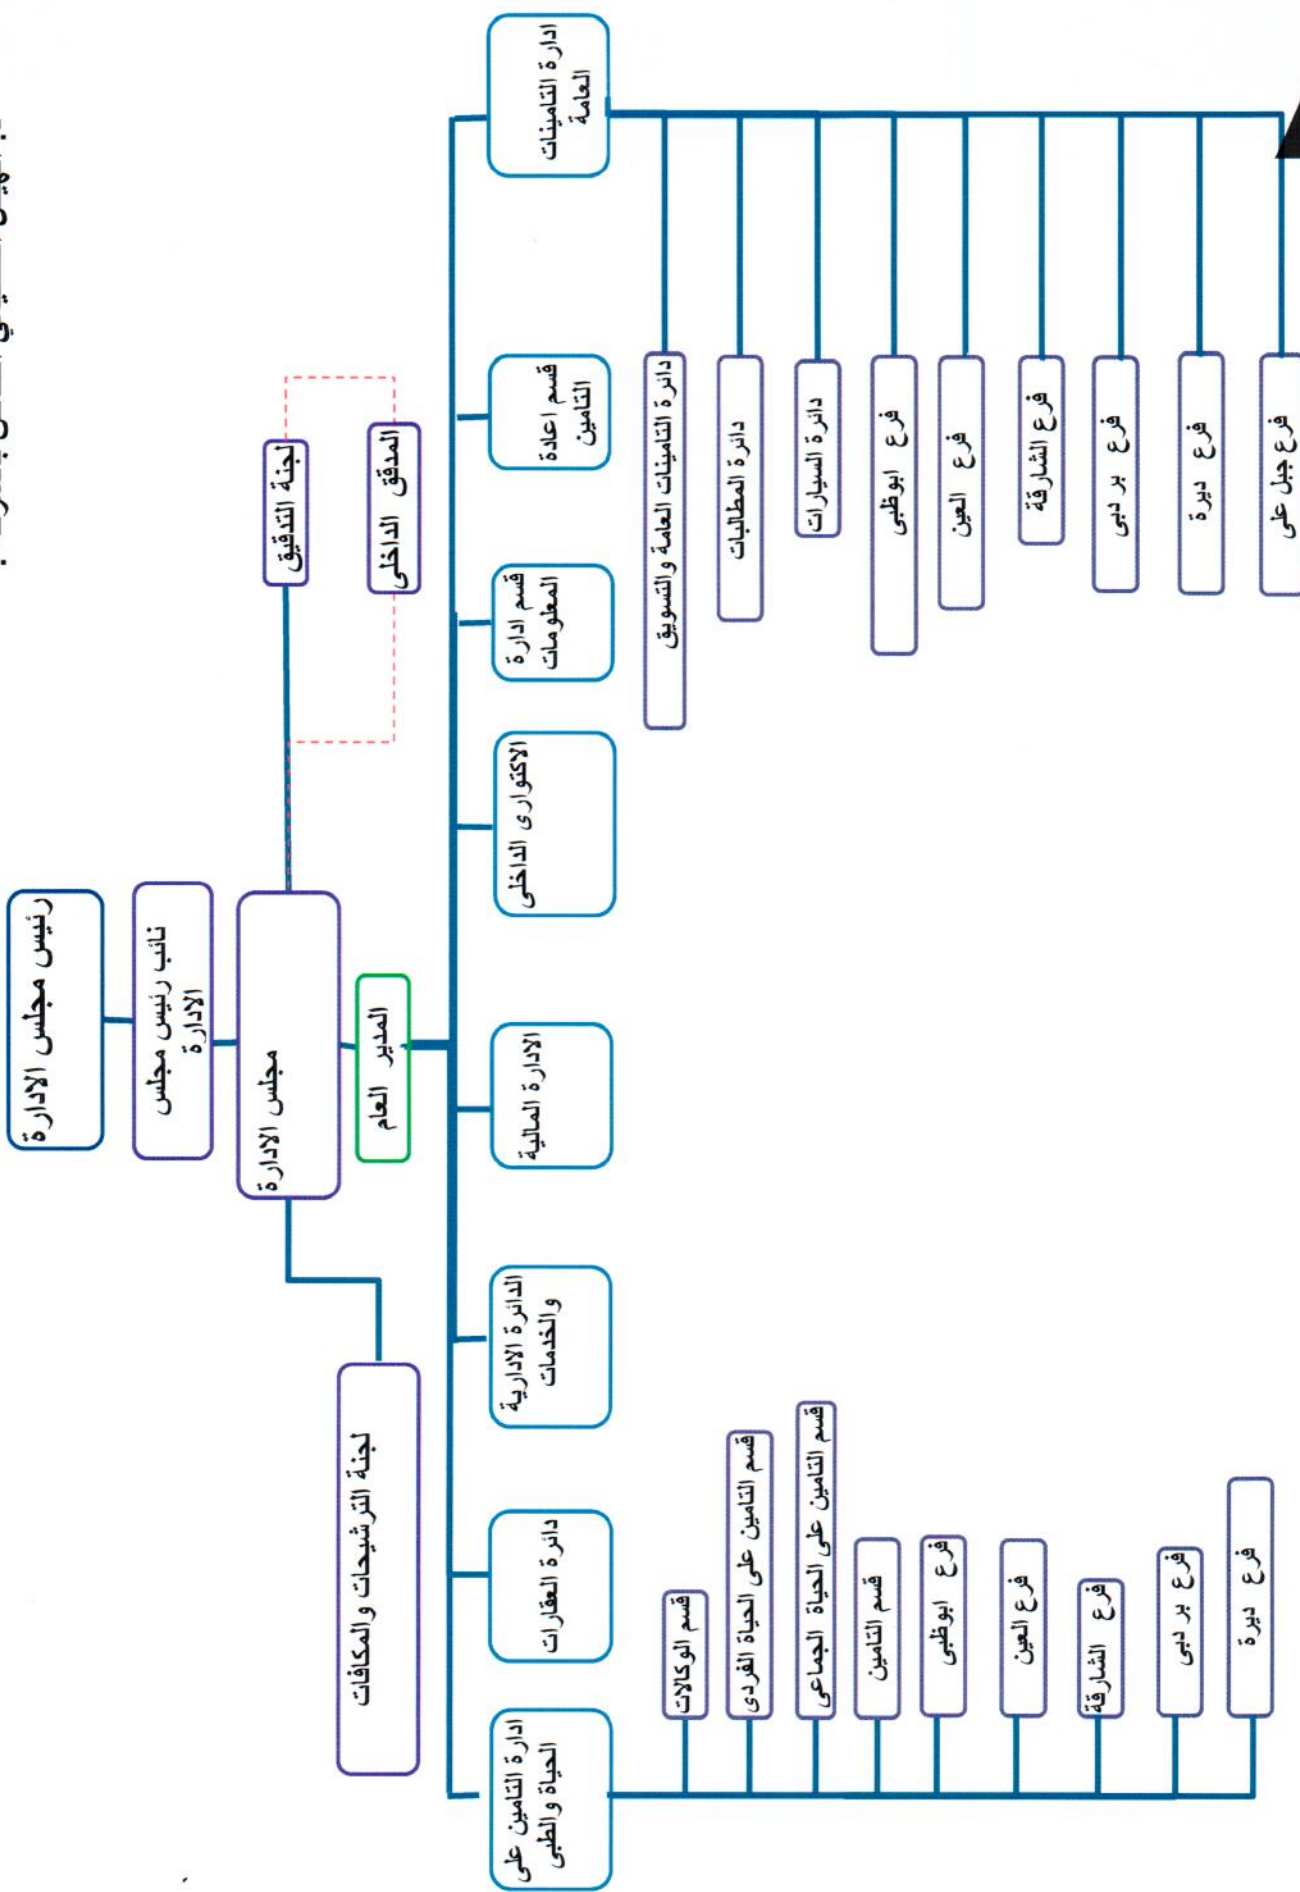 رئيس مجلس الادارة
نائب رئيس مجلس
الادارة
مجلس الادارة
لجنة التدقيق
المدقق الداخلى
المدير العام
لجنة الترشيحات والمكافات
ادارة التامينات
العامة
قسم اعادة
التامين
قسم ادارة
المعلومات
الاكتوارى الداخلى
الادارة المالية
الدائرة الادارية
والخدمات
دائرة العقارات
ادارة التامين على
الحياة والطبى
دائرة التامينات العامة والتسويق
دائرة المطالبات
دائرة السيارات
فرع ابوظبى
فرع العين
فرع الشارقة
فرع بر دبى
فرع ديرة
فرع جبل على
قسم الوكالات
قسم التامين على الحياة الفردى
قسم التامين على الحياة الجماعى
قسم التامين
فرع ابوظبى
فرع العين
فرع الشارقة
فرع بر دبى
فرع ديرة